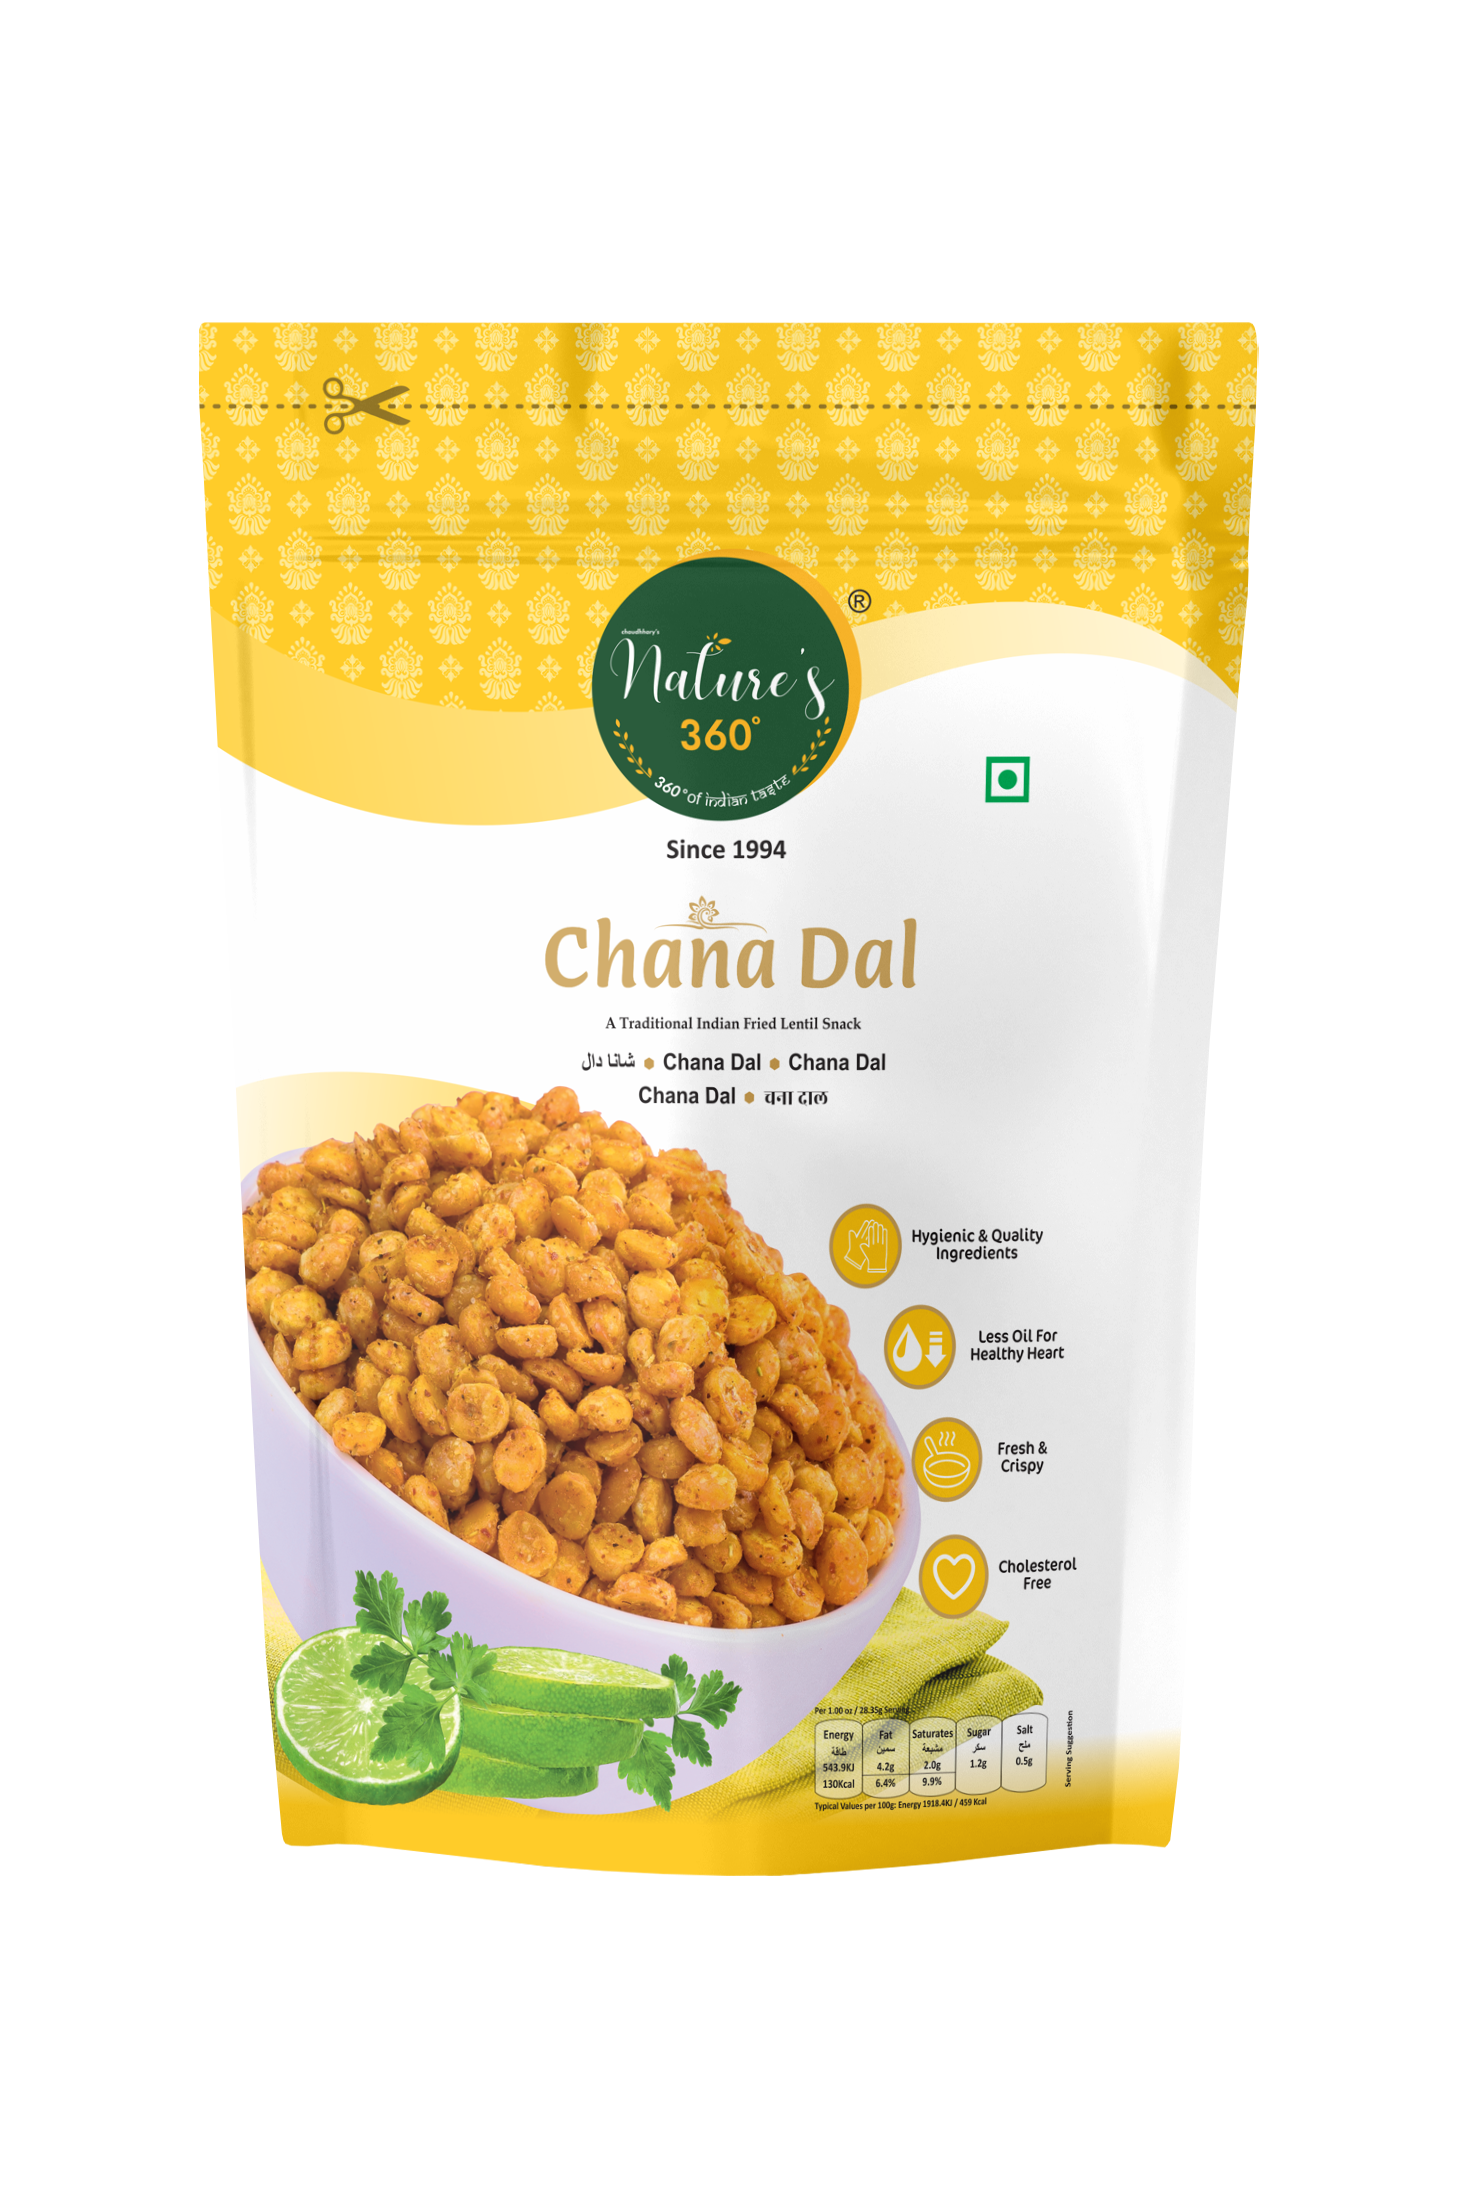 chaudhhary's
Nature's
360°
360° of indian taste
®
Since 1994
Chana Dal
A Traditional Indian Fried Lentil Snack
شانا دال • Chana Dal • Chana Dal
Chana Dal • चना दाल
Hygienic & Quality
Ingredients
Less Oil For
Healthy Heart
Fresh &
Crispy
Cholesterol
Free
Per 1.00 oz / 28.35g Serving
Energy Fat Saturates Sugar Salt
طاقة سمين مشبعة سكر ملح
543.9KJ 4.2g 2.0g 1.2g 0.5g
130Kcal 6.4% 9.9%
Typical Values per 100g: Energy 1918.4KJ / 459 Kcal
Serving Suggestion